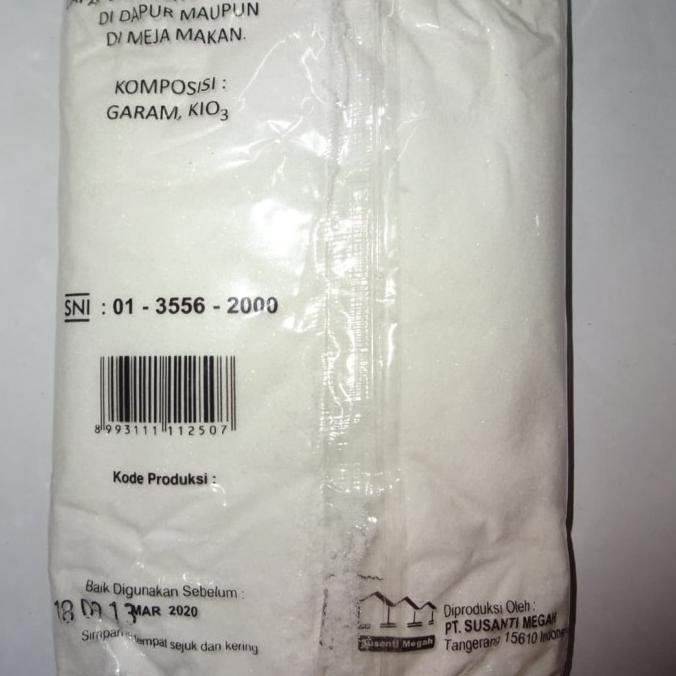 DI DAPUR MAUPUN
DI MEJA MAKAN.
KOMPOSISI :
GARAM, KIO3
SNI : 01 - 3556 - 2000
8 993111 112507
Kode Produksi :
Baik Digunakan Sebelum :
MAR 2020
Simpan tempat sejuk dan kering
Susanti Megah
Diproduksi Oleh :
PT. SUSANTI MEGAH
Tangerang 15610